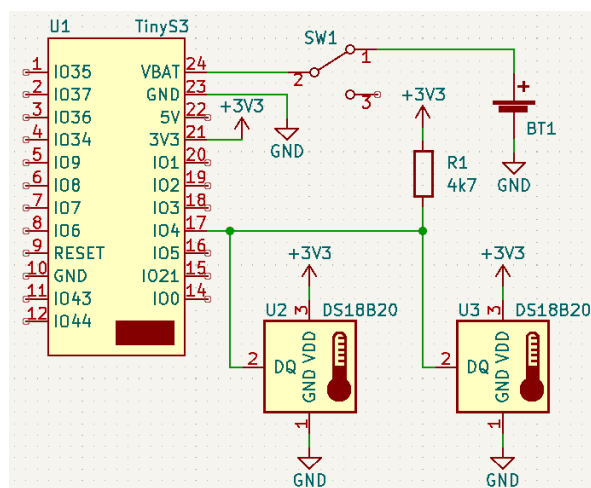 U1 TinyS3
1 IO35 VBAT 24
2 IO37 GND 23
3 IO36 5V 22
4 IO34 3V3 21
5 IO9 IO1 20
6 IO8 IO2 19
7 IO7 IO3 18
8 IO6 IO4 17
9 RESET IO5 16
10 GND IO21 15
11 IO43 IO0 14
12 IO44
SW1
1
2
3
+3V3
GND
+3V3
R1
4k7
+
BT1
GND
+3V3
U2 DS18B20
3
2 DQ
VDD
GND
1
GND
+3V3
U3 DS18B20
3
2 DQ
VDD
GND
1
GND